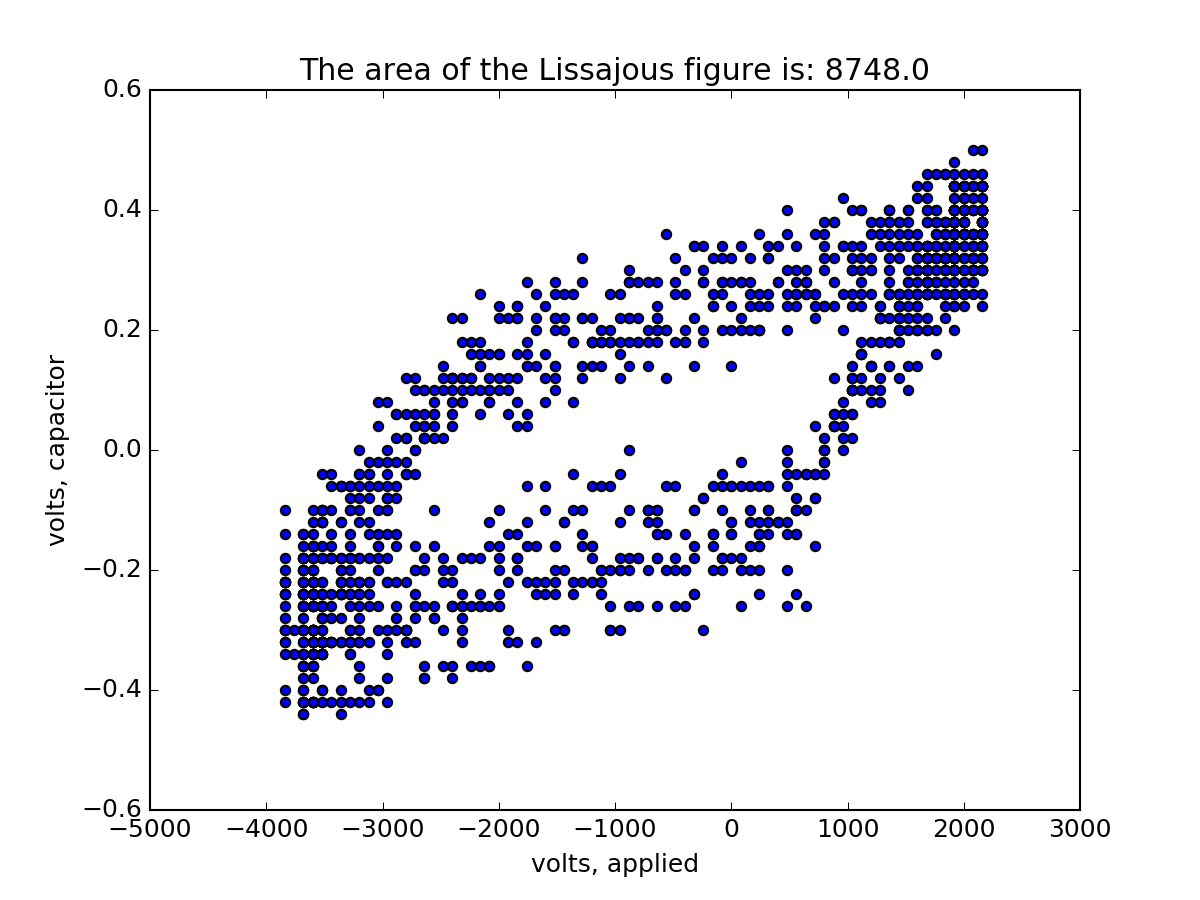 The area of the Lissajous figure is: 8748.0
0.6
0.4
0.2
0.0
−0.2
−0.4
−0.6
volts, capacitor
−5000 −4000 −3000 −2000 −1000 0 1000 2000 3000
volts, applied